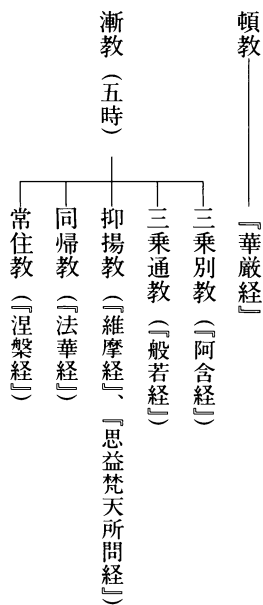 頓教 『華厳経』
漸教（五時）
三乗別教（『阿含経』）
三乗通教（『般若経』）
抑揚教（『維摩経』、『思益梵天所問経』）
同帰教（『法華経』）
常住教（『涅槃経』）